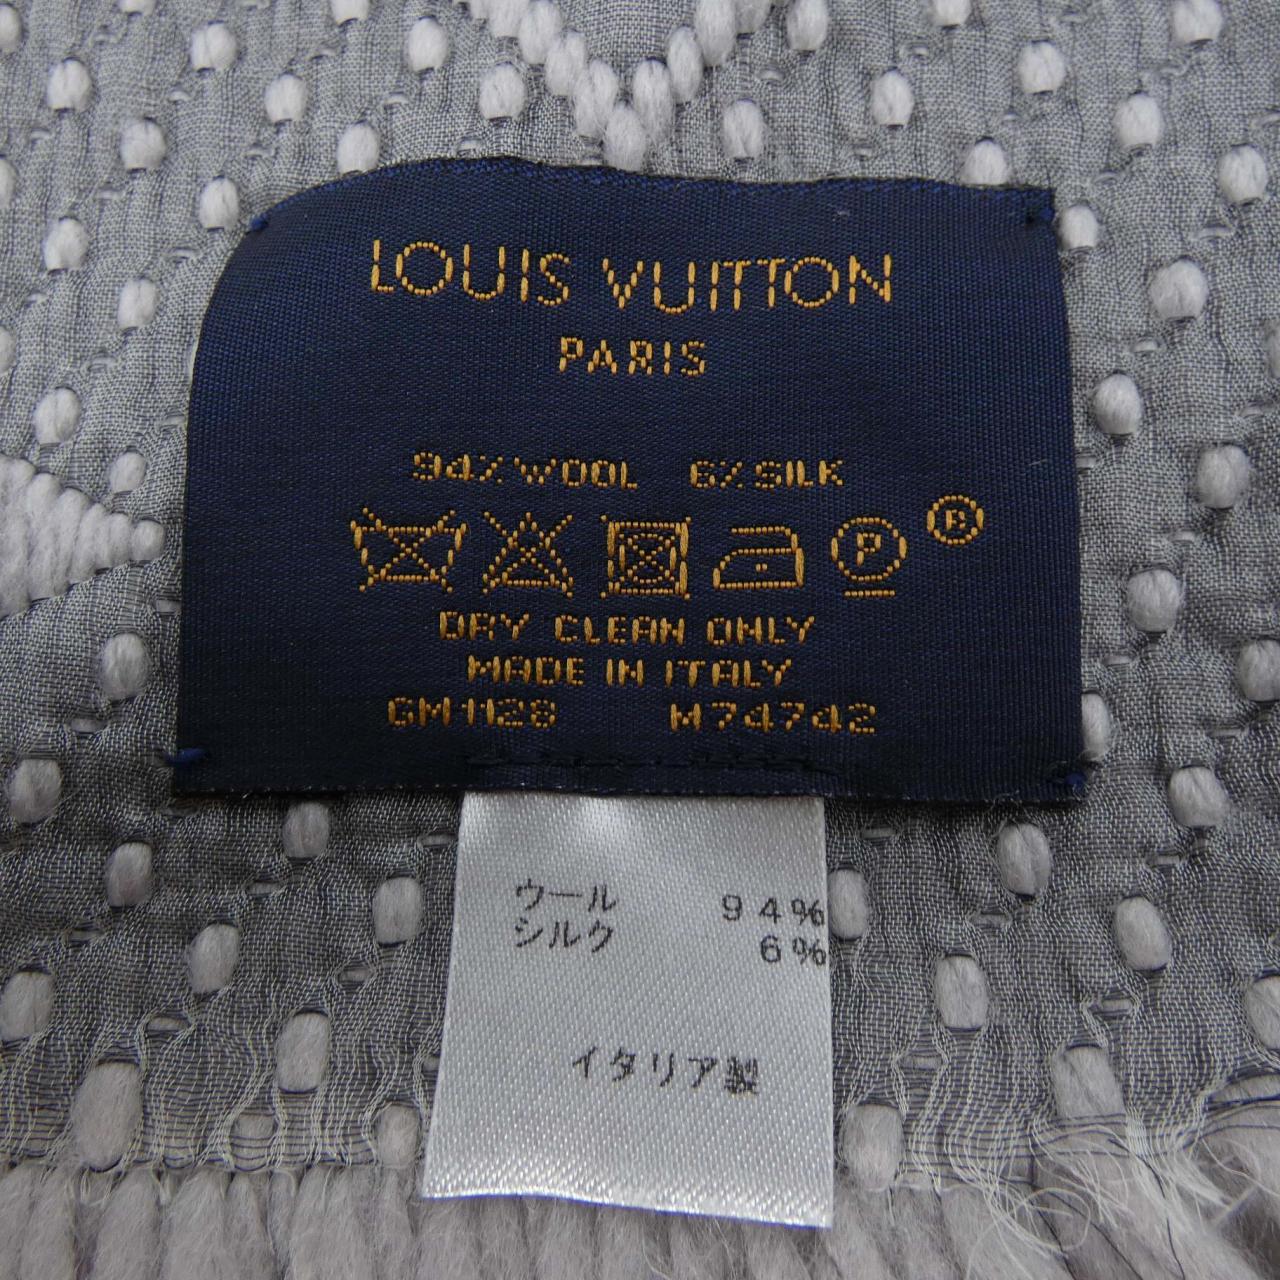 LOUIS VUITTON
PARIS
94% WOOL 6% SILK
P ®
DRY CLEAN ONLY
MADE IN ITALY
GM1128 M74742
ウール 94%
シルク 6%
イタリア製